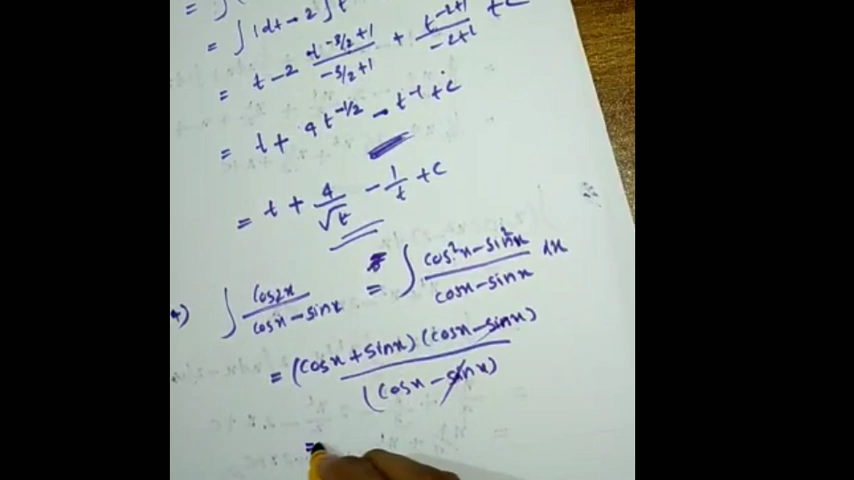 = ∫(
= ∫1dt - 2∫t
= t - 2 t^{-3/2+1}/(-3/2+1) + t^{-2+1}/(-2+1) + c
= t + 4t^{-1/2} - t^{-1} + c
= t + 4/√t - 1/t + c
4) ∫ cos2x/(cosx - sinx) = ∫ (cos²x - sin²x)/(cosx - sinx) dx
= (cosx + sinx)(cosx - sinx)/(cosx - sinx)
=